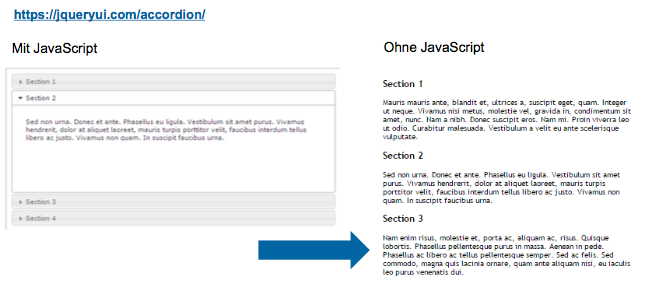 https://jqueryui.com/accordion/
Mit JavaScript
Section 1
Section 2
Sed non urna. Donec et ante. Phasellus eu ligula. Vestibulum sit amet purus. Vivamus
hendrerit, dolor at aliquet laoreet, mauris turpis porttitor velit, faucibus interdum tellus
libero ac justo. Vivamus non quam. In suscipit faucibus urna.
Section 3
Section 4
Ohne JavaScript
Section 1
Mauris mauris ante, blandit et, ultrices a, suscipit eget, quam. Integer
ut neque. Vivamus nisi metus, molestie vel, gravida in, condimentum sit
amet, nunc. Nam a nibh. Donec suscipit eros. Nam mi. Proin viverra leo
ut odio. Curabitur malesuada. Vestibulum a velit eu ante scelerisque
vulputate.
Section 2
Sed non urna. Donec et ante. Phasellus eu ligula. Vestibulum sit amet
purus. Vivamus hendrerit, dolor at aliquet laoreet, mauris turpis
porttitor velit, faucibus interdum tellus libero ac justo. Vivamus non
quam. In suscipit faucibus urna.
Section 3
Nam enim risus, molestie et, porta ac, aliquam ac, risus. Quisque
lobortis. Phasellus pellentesque purus in massa. Aenean in pede.
Phasellus ac libero ac tellus pellentesque semper. Sed ac felis. Sed
commodo, magna quis lacinia ornare, quam ante aliquam nisi, eu iaculis
leo purus venenatis dui.